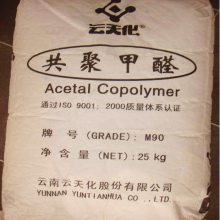 云天化
共聚甲醛
Acetal Copolymer
通过ISO 9001：2000质量体系认证
牌 号 (GRADE)：M90
净 含 量 (NET)：25 kg
云南云天化股份有限公司
YUNNAN YUNTIANHUA CO .,LTD.